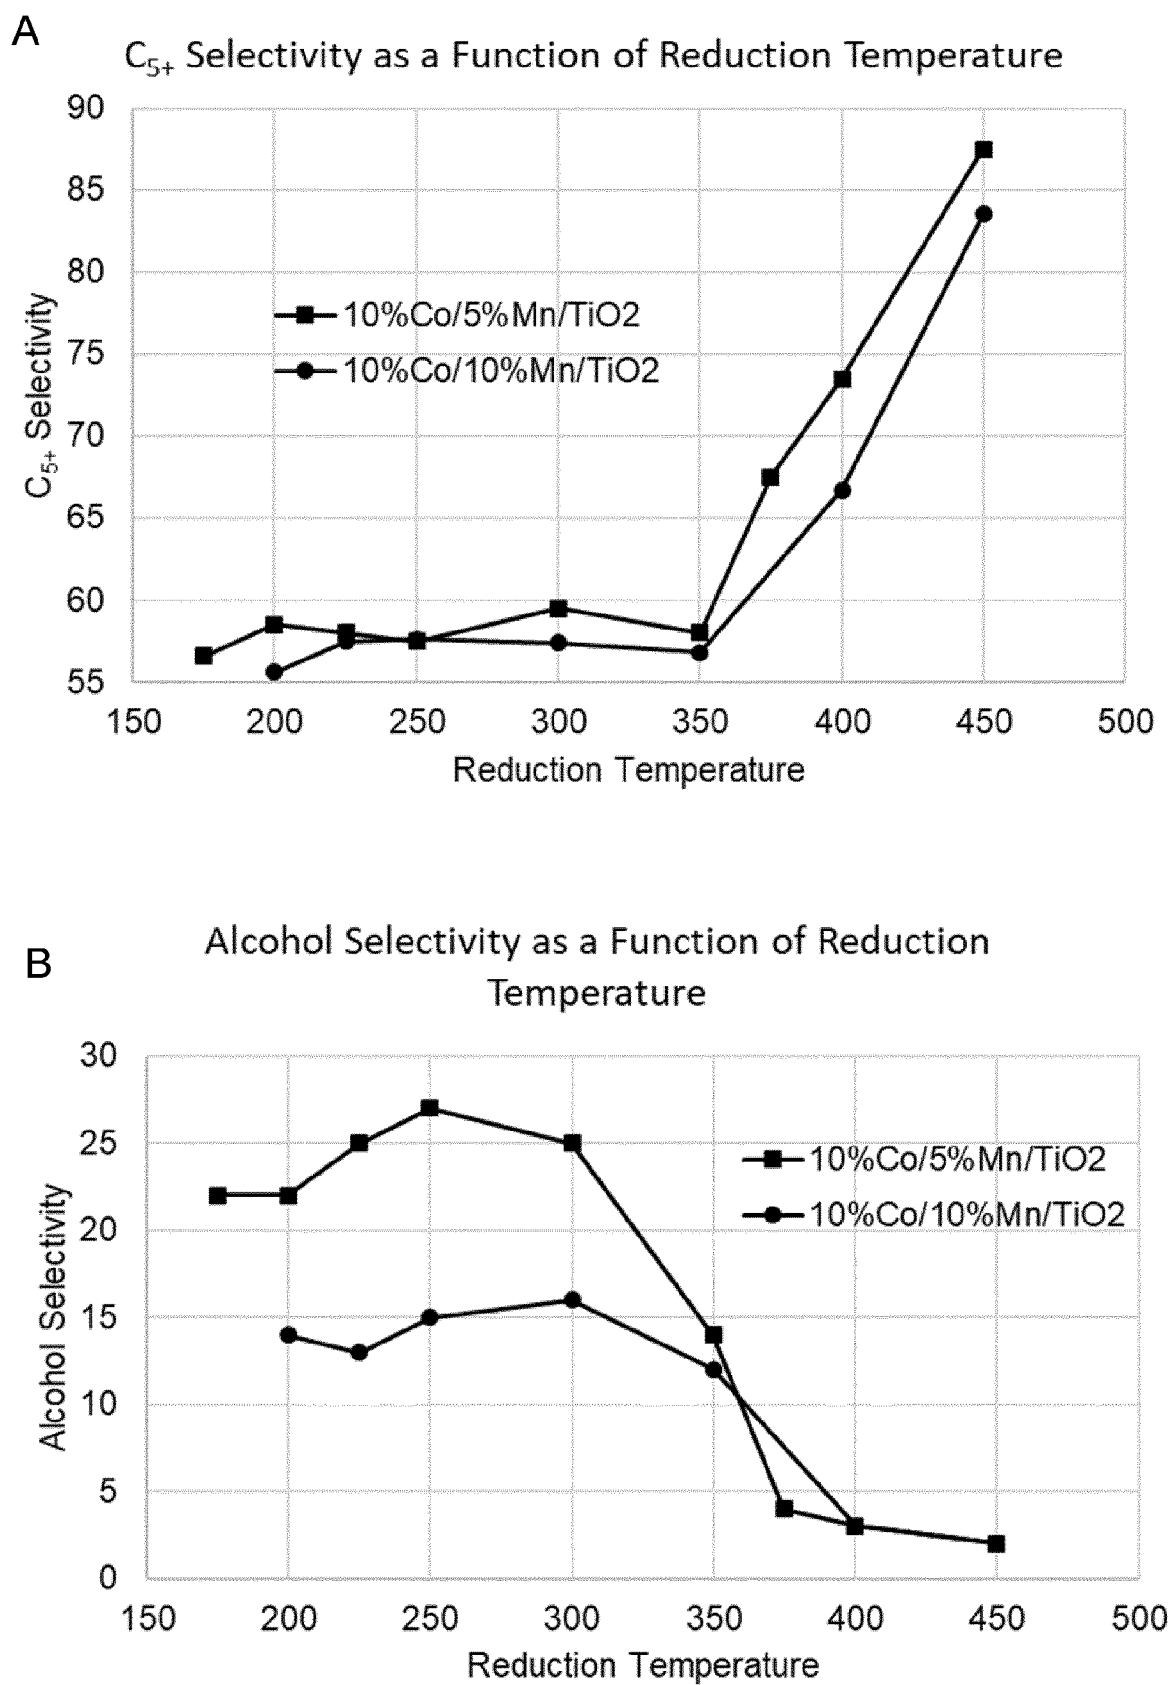 A
C5+ Selectivity as a Function of Reduction Temperature
90
85
80
75
70
65
60
55
C5+ Selectivity
10%Co/5%Mn/TiO2
10%Co/10%Mn/TiO2
150 200 250 300 350 400 450 500
Reduction Temperature
B
Alcohol Selectivity as a Function of Reduction
Temperature
30
25
20
15
10
5
0
Alcohol Selectivity
10%Co/5%Mn/TiO2
10%Co/10%Mn/TiO2
150 200 250 300 350 400 450 500
Reduction Temperature